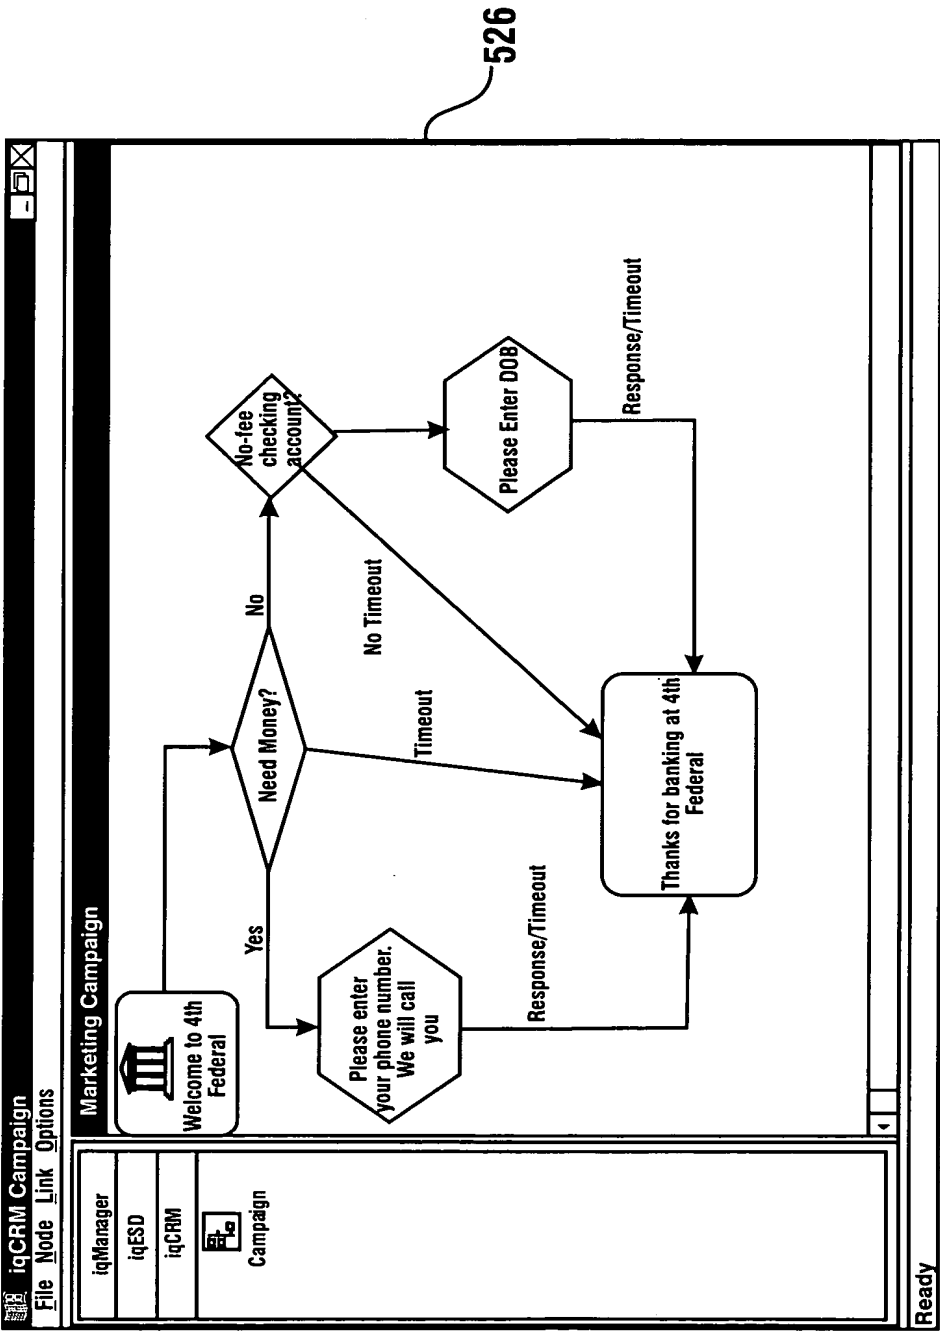 iqCRM Campaign
File Node Link Options
iqManager
iqESD
iqCRM
Campaign
Marketing Campaign
Welcome to 4th
Federal
Need Money?
Yes
No
No-fee
checking
account?
Please enter
your phone number.
We will call
you
No Timeout
Timeout
Please Enter DOB
Response/Timeout
Response/Timeout
Thanks for banking at 4th
Federal
Ready
526